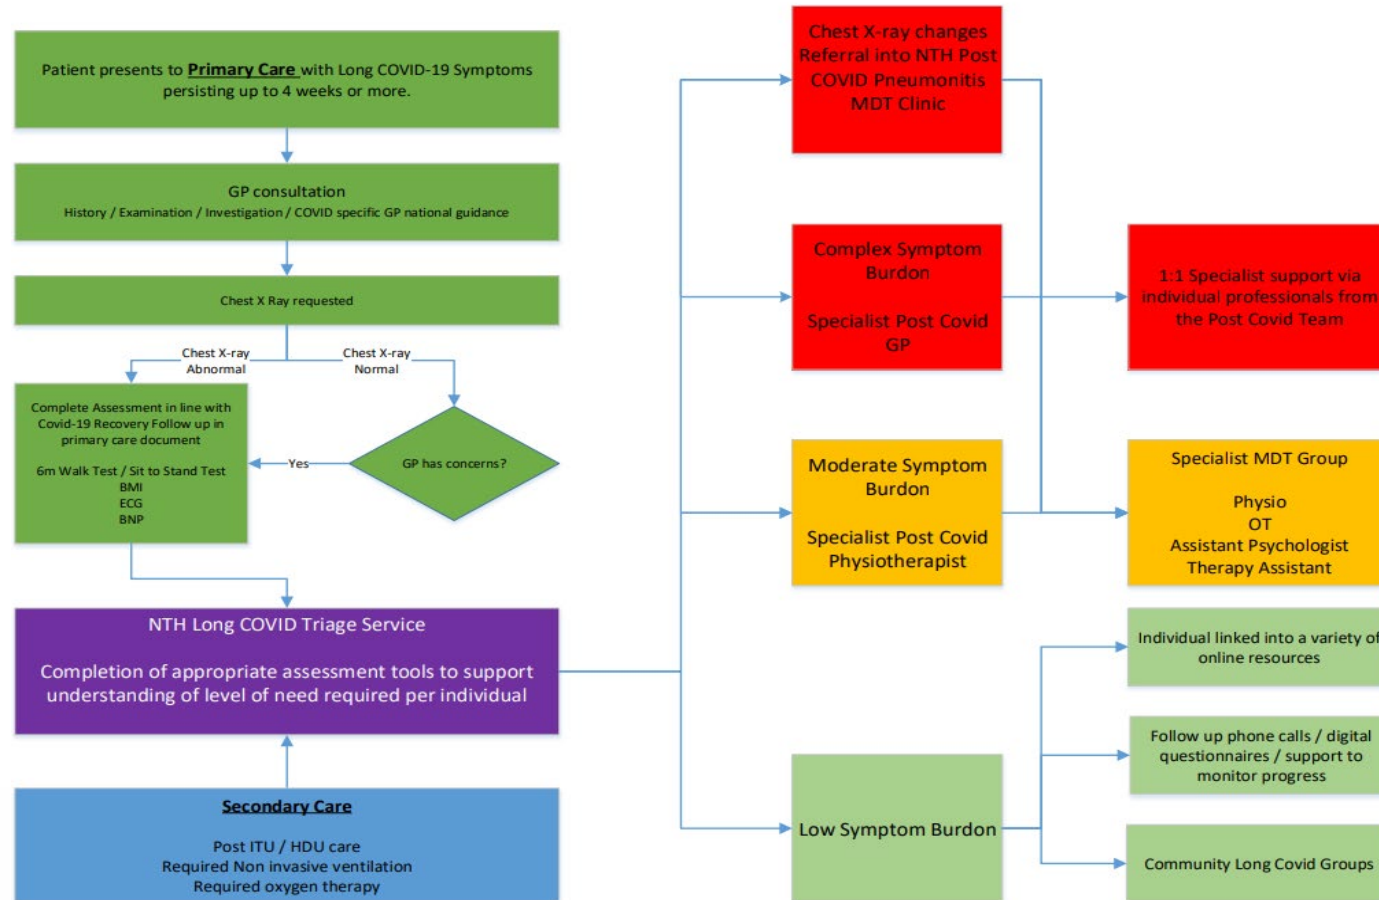 Patient presents to Primary Care with Long COVID-19 Symptoms
persisting up to 4 weeks or more.
GP consultation
History / Examination / Investigation / COVID specific GP national guidance
Chest X Ray requested
Chest X-ray
Abnormal
Chest X-ray
Normal
Complete Assessment in line with
Covid-19 Recovery Follow up in
primary care document
6m Walk Test / Sit to Stand Test
BMI
ECG
BNP
Yes
GP has concerns?
NTH Long COVID Triage Service
Completion of appropriate assessment tools to support
understanding of level of need required per individual
Secondary Care
Post ITU / HDU care
Required Non invasive ventilation
Required oxygen therapy
Chest X-ray changes
Referral into NTH Post
COVID Pneumonitis
MDT Clinic
Complex Symptom
Burdon
Specialist Post Covid
GP
1:1 Specialist support via
individual professionals from
the Post Covid Team
Moderate Symptom
Burdon
Specialist Post Covid
Physiotherapist
Specialist MDT Group
Physio
OT
Assistant Psychologist
Therapy Assistant
Low Symptom Burdon
Individual linked into a variety of
online resources
Follow up phone calls / digital
questionnaires / support to
monitor progress
Community Long Covid Groups